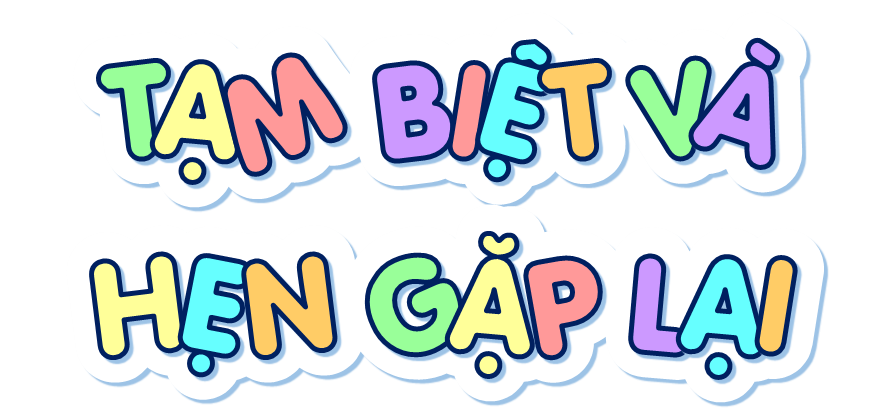 TẠM BIỆT VÀ
HẸN GẶP LẠI